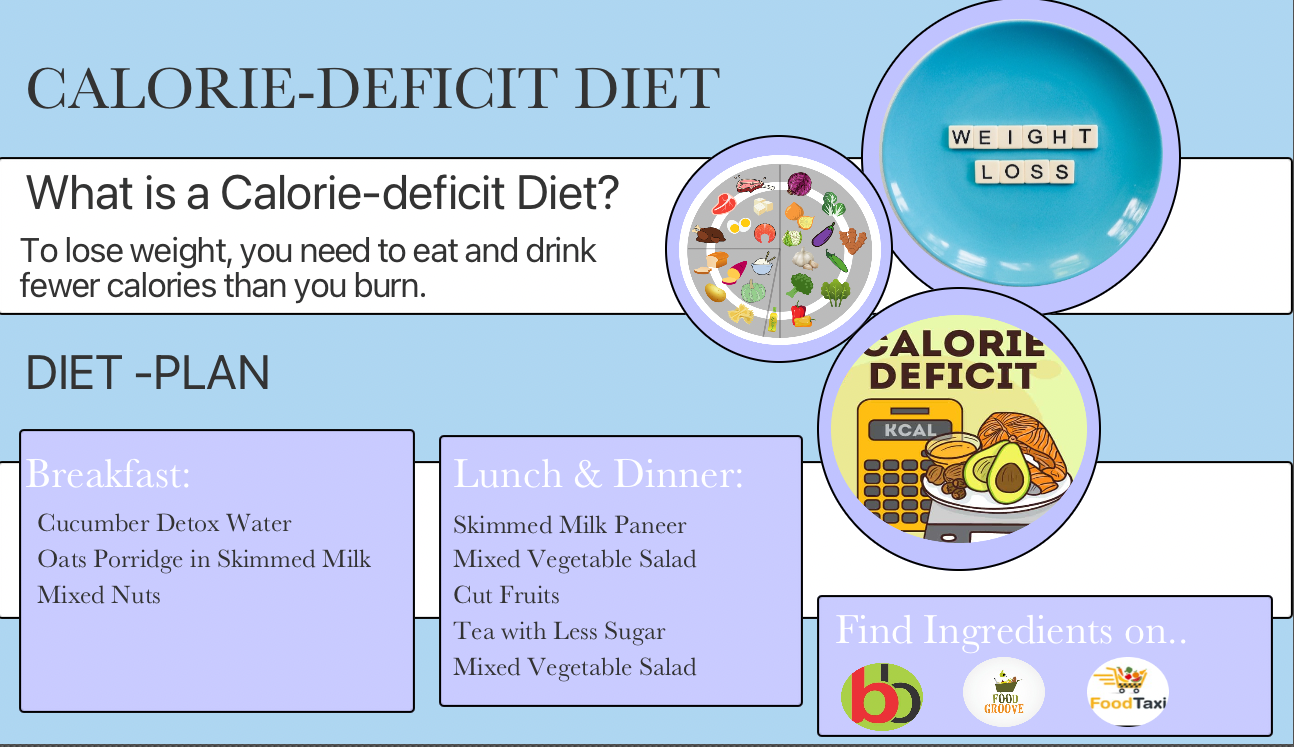 CALORIE-DEFICIT DIET
WEIGHT
LOSS
What is a Calorie-deficit Diet?
To lose weight, you need to eat and drink
fewer calories than you burn.
CALORIE
DEFICIT
KCAL
DIET -PLAN
Breakfast:
Cucumber Detox Water
Oats Porridge in Skimmed Milk
Mixed Nuts
Lunch & Dinner:
Skimmed Milk Paneer
Mixed Vegetable Salad
Cut Fruits
Tea with Less Sugar
Mixed Vegetable Salad
Find Ingredients on..
bb
FOOD
GROOVE
FoodTaxi